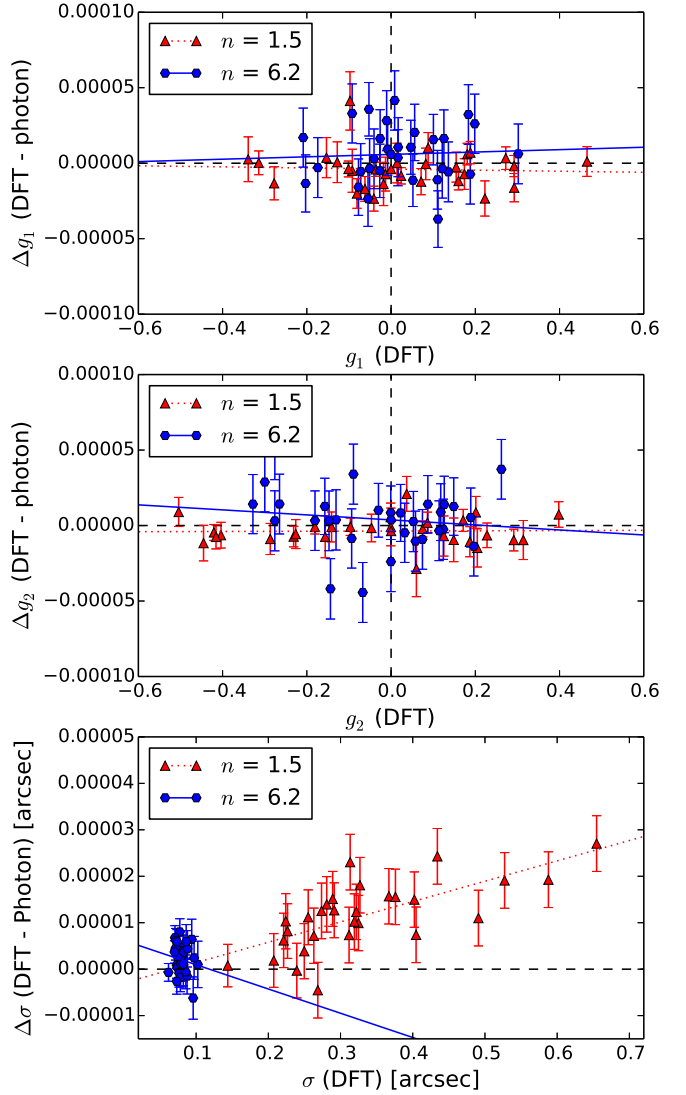 0.00010
0.00005
0.00000
−0.00005
−0.00010
Δg1 (DFT - photon)
n = 1.5
n = 6.2
−0.6 −0.4 −0.2 0.0 0.2 0.4 0.6
g1 (DFT)
0.00010
0.00005
0.00000
−0.00005
−0.00010
Δg2 (DFT - photon)
n = 1.5
n = 6.2
−0.6 −0.4 −0.2 0.0 0.2 0.4 0.6
g2 (DFT)
0.00005
0.00004
0.00003
0.00002
0.00001
0.00000
−0.00001
Δσ (DFT - Photon) [arcsec]
n = 1.5
n = 6.2
0.1 0.2 0.3 0.4 0.5 0.6 0.7
σ (DFT) [arcsec]